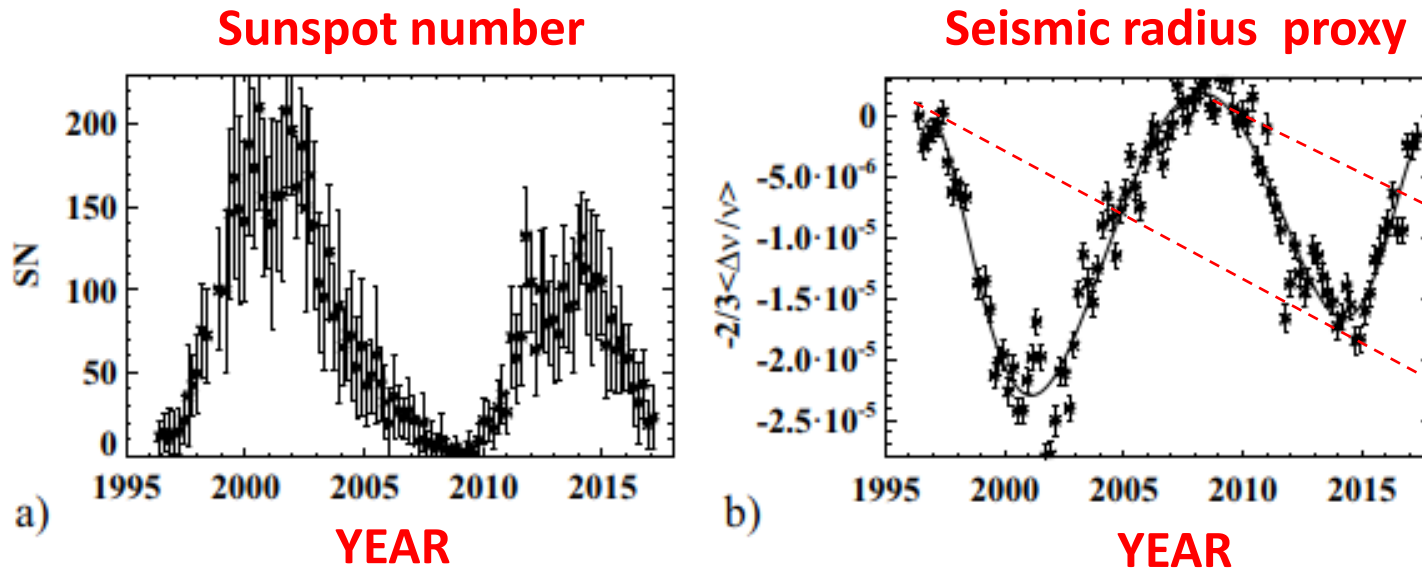 Sunspot number
Seismic radius proxy
200
150
100
50
0
SN
1995 2000 2005 2010 2015
a)
YEAR
0
-5.0·10⁻⁶
-1.0·10⁻⁵
-1.5·10⁻⁵
-2.0·10⁻⁵
-2.5·10⁻⁵
-2/3<Δν/ν>
1995 2000 2005 2010 2015
b)
YEAR